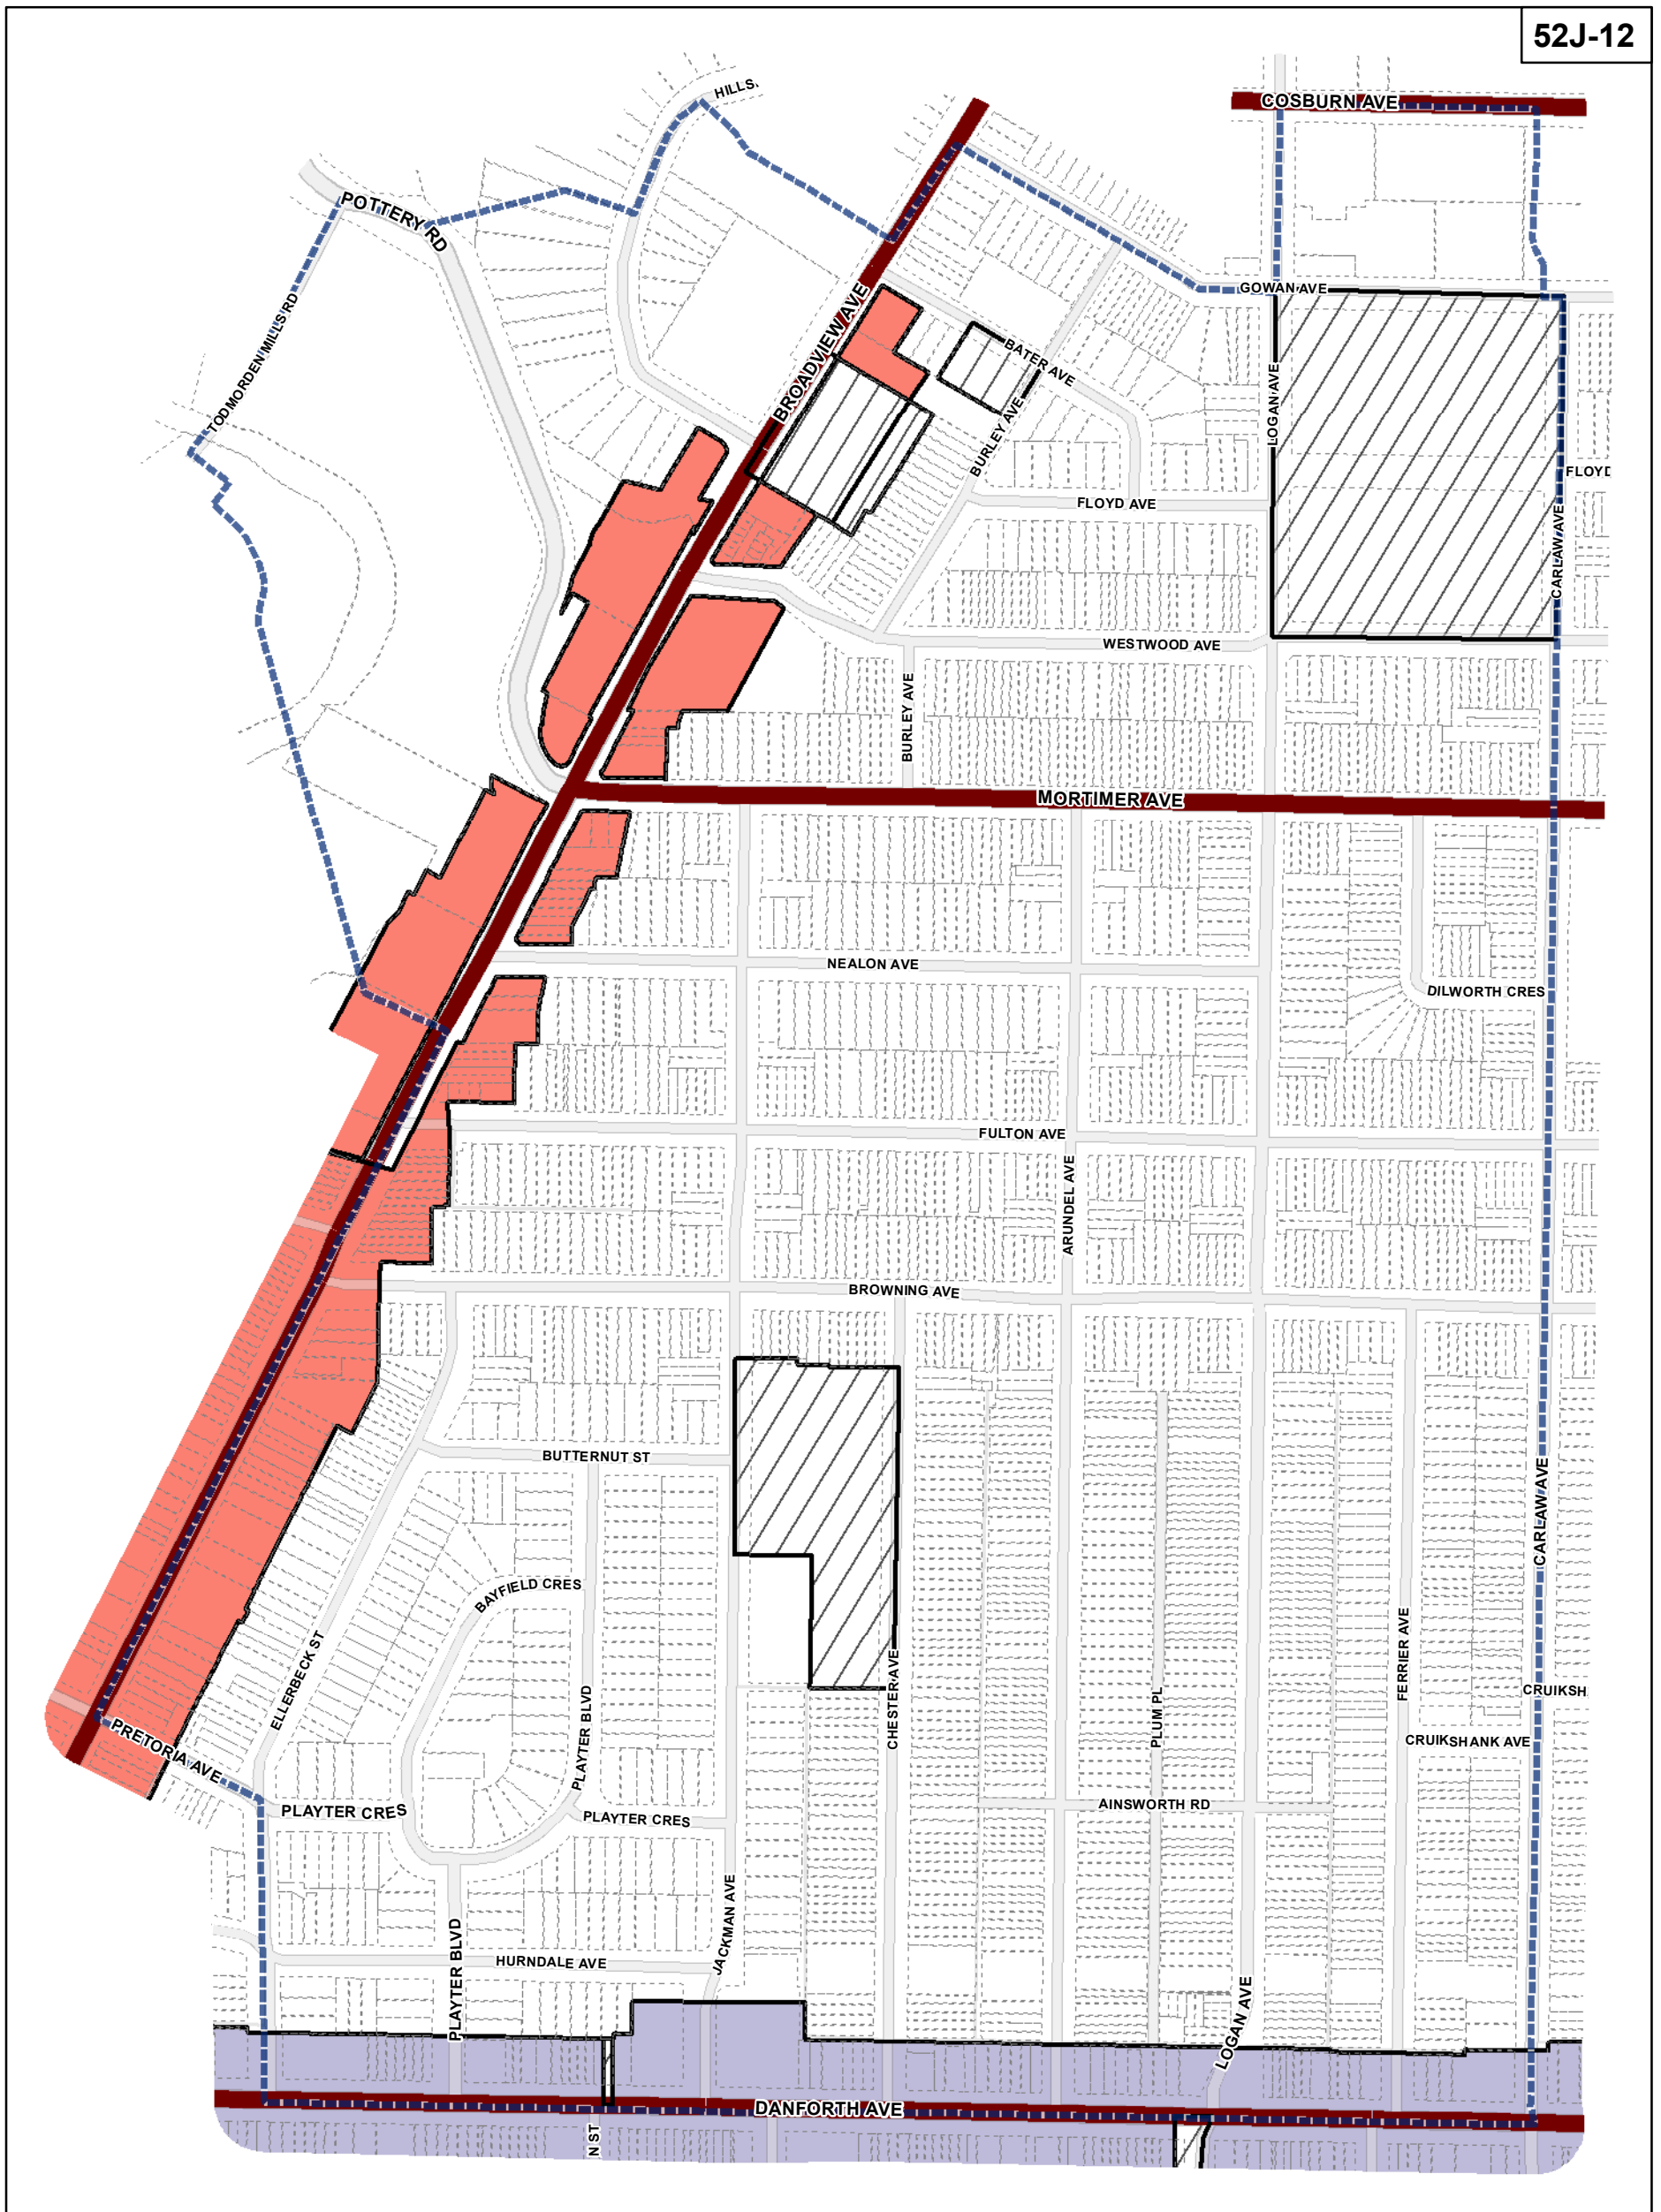 52J-12
HILLS.
COSBURN AVE
POTTERY RD
GOWAN AVE
TODMORDEN MILLS RD
BROADVIEW AVE
BATER AVE
LOGAN AVE
BURLEY AVE
FLOYD
FLOYD AVE
CARLAW AVE
WESTWOOD AVE
BURLEY AVE
MORTIMER AVE
NEALON AVE
DILWORTH CRES
FULTON AVE
ARUNDEL AVE
BROWNING AVE
BUTTERNUT ST
CARLAW AVE
BAYFIELD CRES
ELLERBECK ST
FERRIER AVE
CHESTER AVE
PLAYTER BLVD
PLUM PL
CRUIKSH
PRETORIA AVE
CRUIKSHANK AVE
PLAYTER CRES
PLAYTER CRES
AINSWORTH RD
JACKMAN AVE
PLAYTER BLVD
HURNDALE AVE
LOGAN AVE
DANFORTH AVE
N ST